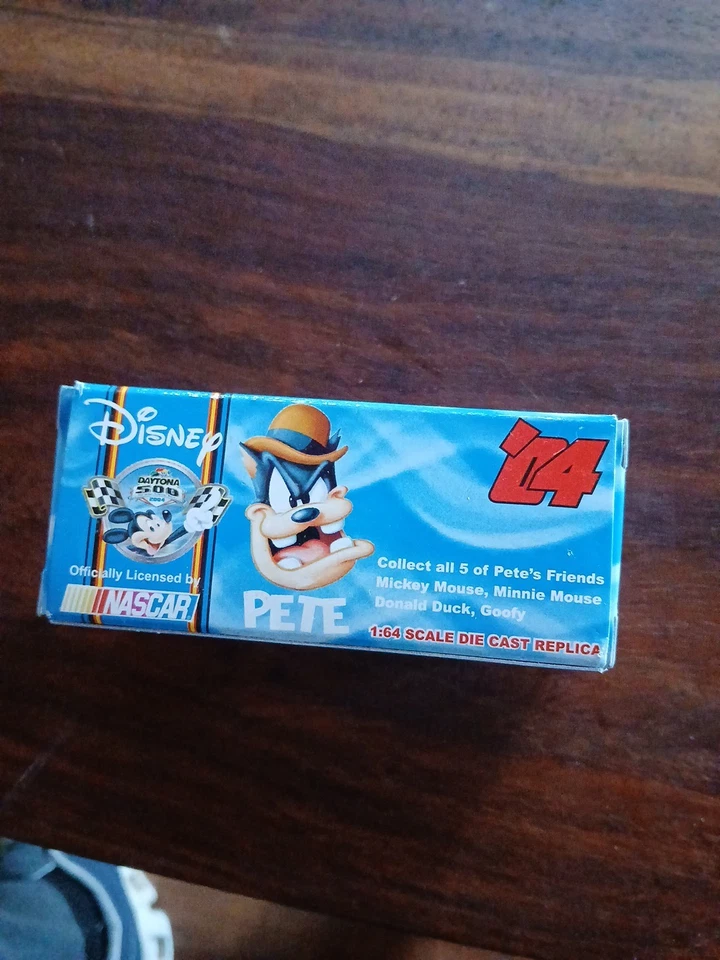 Disney
DAYTONA
500
2004
Officially Licensed by
NASCAR
PETE
'04
Collect all 5 of Pete's Friends
Mickey Mouse, Minnie Mouse
Donald Duck, Goofy
1:64 SCALE DIE CAST REPLICA